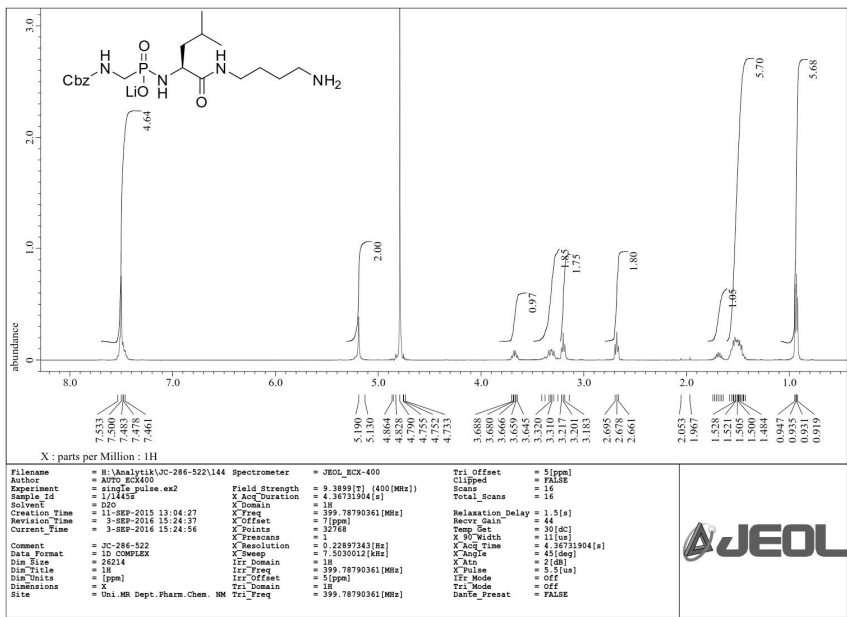 3.0
2.0
1.0
0
abundance
Cbz
H
N
O
P
LiO
N
H
O
H
N
NH2
4.64
2.00
0.97
1.85
1.75
1.80
1.05
5.70
5.68
8.0 7.0 6.0 5.0 4.0 3.0 2.0 1.0
7.533 7.500 7.483 7.478 7.461 5.190 5.130 4.864 4.828 4.790 4.755 4.752 4.733 3.688 3.680 3.666 3.659 3.645 3.320 3.310 3.217 3.201 3.183 2.695 2.678 2.661 2.053 1.967 1.528 1.521 1.505 1.500 1.484 0.947 0.935 0.931 0.919
X : parts per Million : 1H
Filename = H:\Analytik\JC-286-522\144
Author = AUTO_ECX400
Experiment = single_pulse.ex2
Sample_Id = 1/1445s
Solvent = D2O
Creation_Time = 11-SEP-2015 13:04:27
Revision_Time = 3-SEP-2016 15:24:37
Current_Time = 3-SEP-2016 15:24:56
Comment = JC-286-522
Data_Format = 1D COMPLEX
Dim_Size = 26214
Dim_Title = 1H
Dim_Units = [ppm]
Dimensions = X
Site = Uni.MR Dept.Pharm.Chem. NM
Spectrometer = JEOL_ECX-400
Field_Strength = 9.3899[T] (400[MHz])
X_Acq_Duration = 4.36731904[s]
X_Domain = 1H
X_Freq = 399.78790361[MHz]
X_Offset = 7[ppm]
X_Points = 32768
X_Prescans = 1
X_Resolution = 0.22897343[Hz]
X_Sweep = 7.5030012[kHz]
Irr_Domain = 1H
Irr_Freq = 399.78790361[MHz]
Irr_Offset = 5[ppm]
Tri_Domain = 1H
Tri_Freq = 399.78790361[MHz]
Tri_Offset = 5[ppm]
Clipped = FALSE
Scans = 16
Total_Scans = 16
Relaxation_Delay = 1.5[s]
Recvr_Gain = 44
Temp_Get = 30[dC]
X_90_Width = 11[us]
X_Acq_Time = 4.36731904[s]
X_Angle = 45[deg]
X_Atn = 2[dB]
X_Pulse = 5.5[us]
Irr_Mode = Off
Tri_Mode = Off
Dante_Presat = FALSE
JEOL